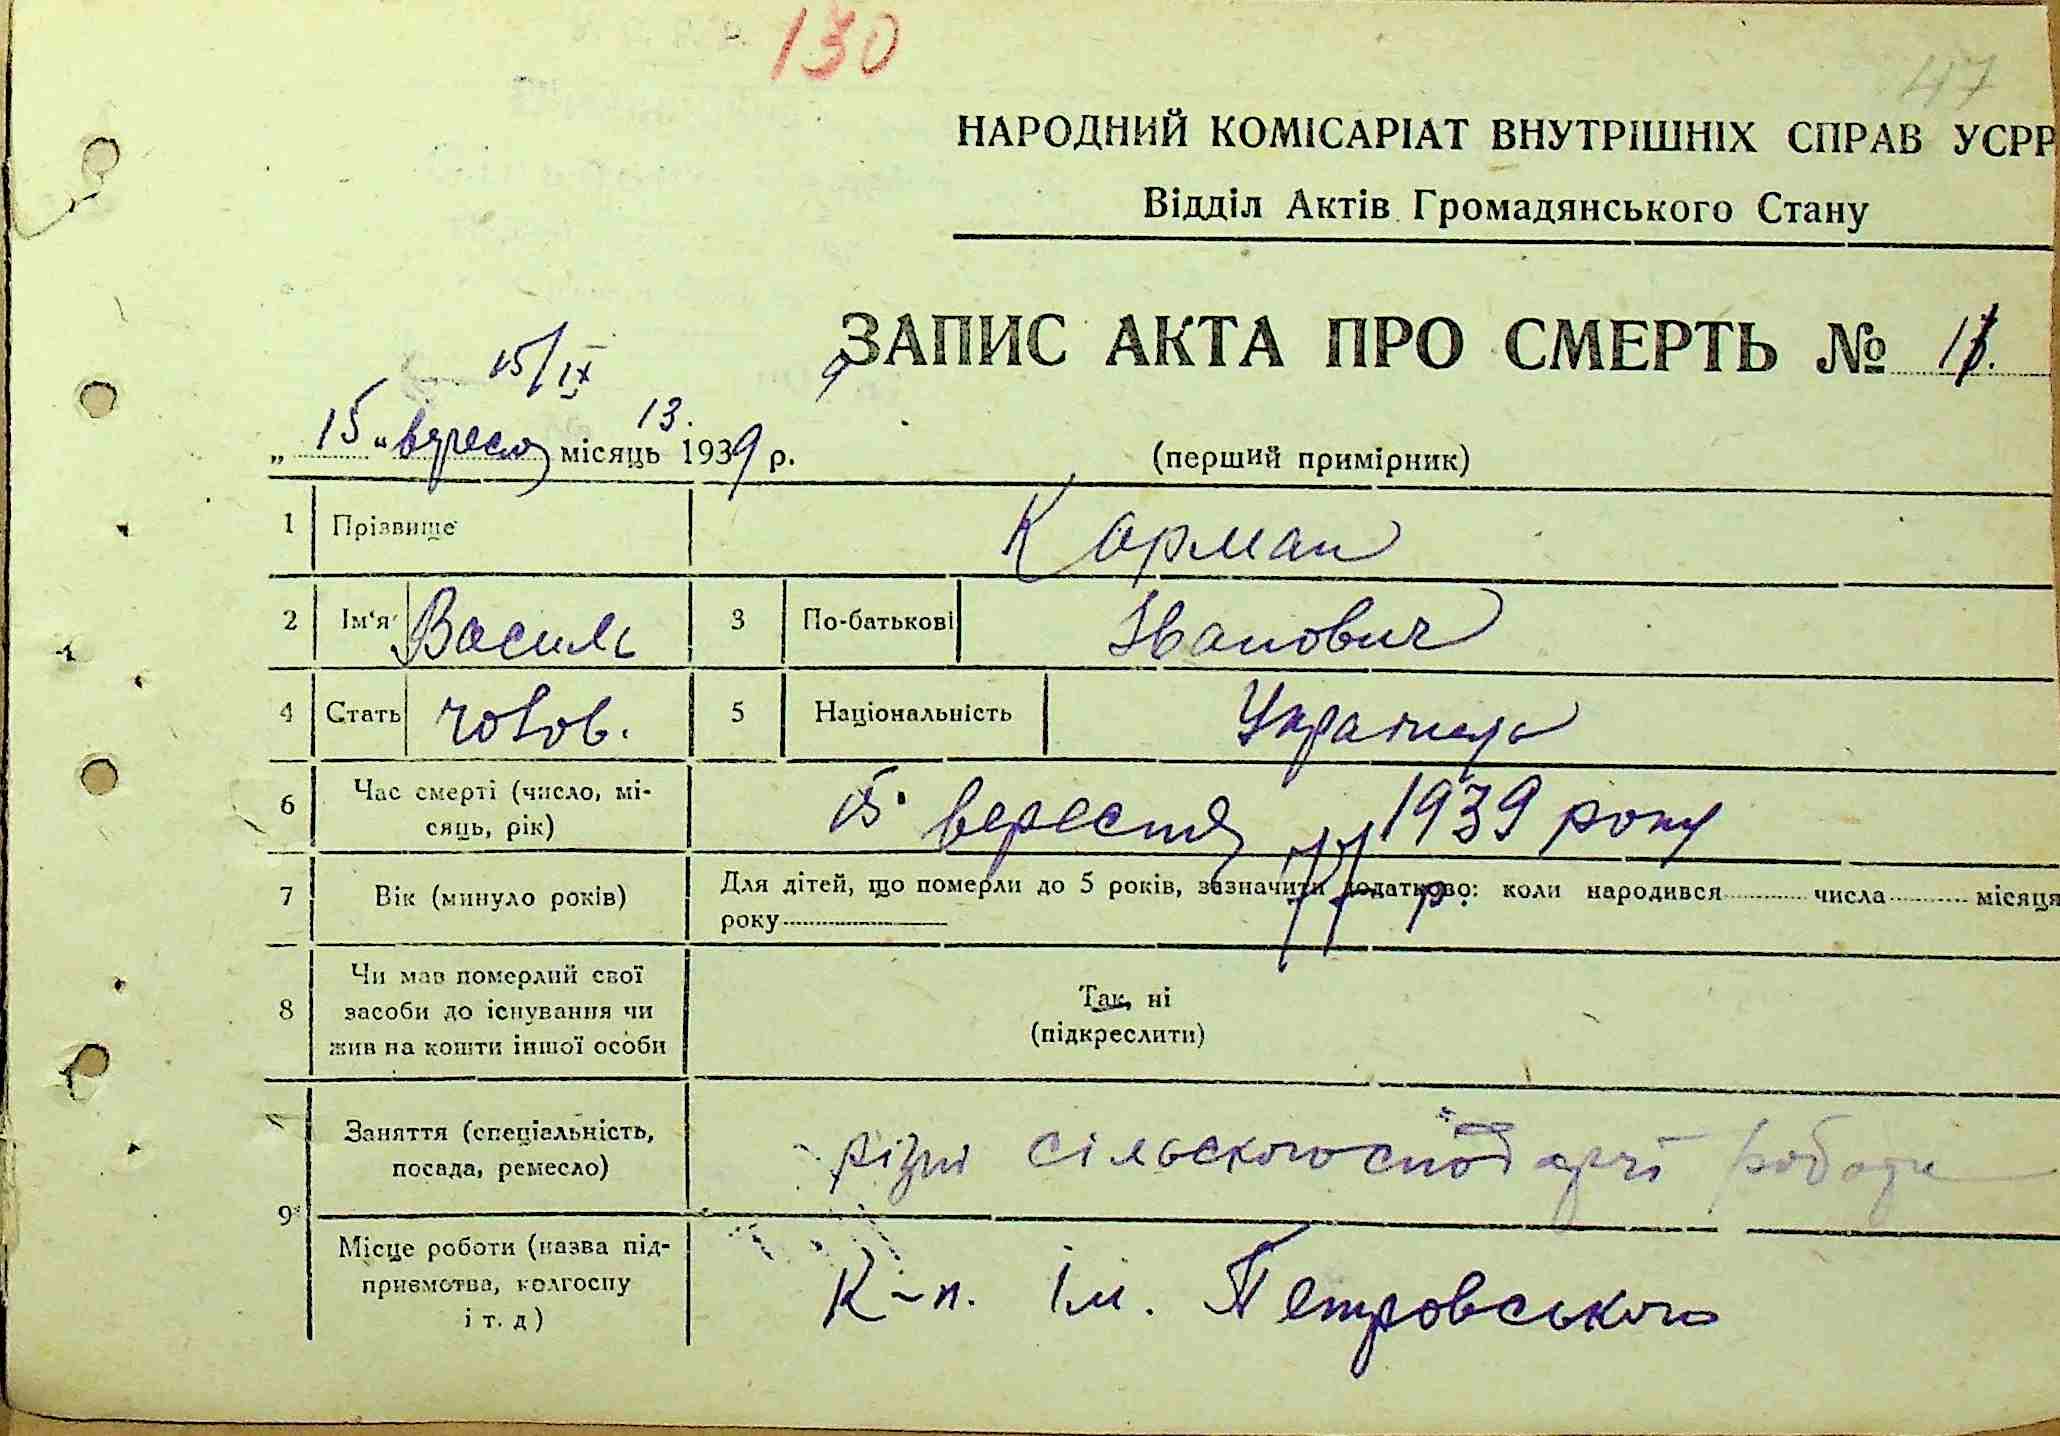 130
47
НАРОДНИЙ КОМІСАРІАТ ВНУТРІШНІХ СПРАВ УСРР
Відділ Актів Громадянського Стану
ЗАПИС АКТА ПРО СМЕРТЬ №
15/IX
13.
„ 15 “ вересня місяць 1939 р.
(перший примірник)
1 Прізвище Карман
2 Ім'я Василь 3 По-батькові Іванович
4 Стать чолов. 5 Національність Українець
6 Час смерті (число, мі-
сяць, рік) 15 вересня 1939 року
7 Вік (минуло років) 77 р.
Для дітей, що померли до 5 років, зазначити додатково: коли народився числа місяця
року
8 Чи мав померлий свої
засоби до існування чи
жив на кошти іншої особи
Так, ні
(підкреслити)
9 Заняття (спеціальність,
посада, ремесло) різні сільськогосподарчі роботи
Місце роботи (назва під-
приємства, колгоспу
і т. д) К-п. Ім. Петровського